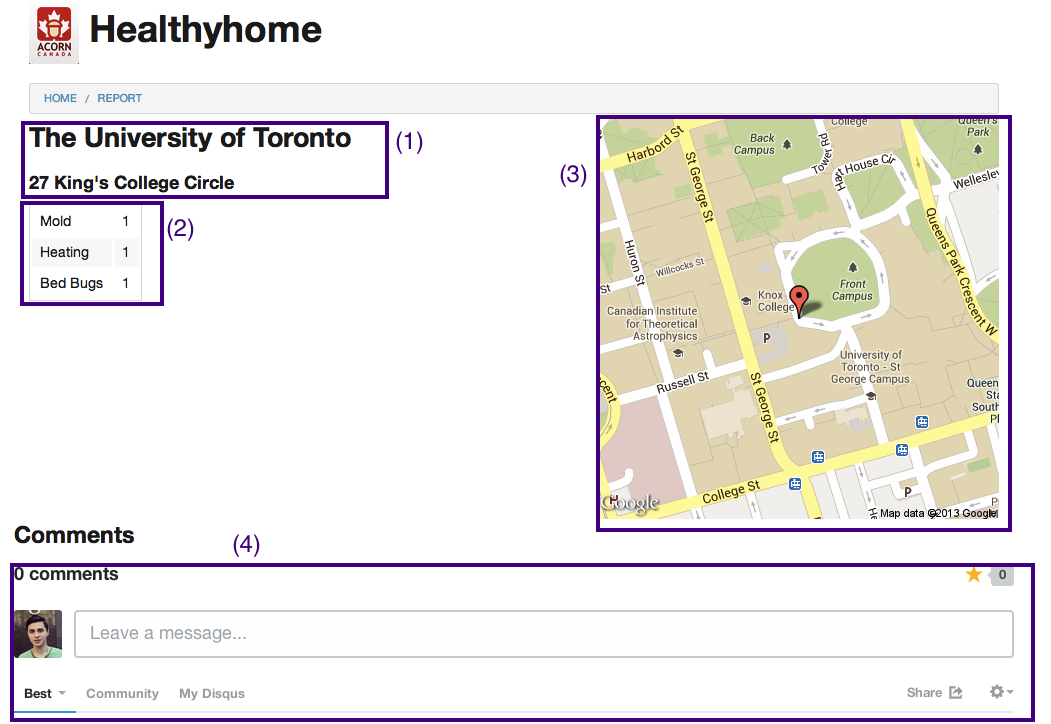 ACORN
CANADA
Healthyhome
HOME / REPORT
The University of Toronto
(1)
27 King's College Circle
(2)
Mold 1
Heating 1
Bed Bugs 1
(3)
College
Queen's
Park
Back
Campus
Harbord St
Tower Rd
Hart House Cir
Wellesley
St George St
Queens Park Crescent W
Huron St
Willcocks St
St
Front
Campus
Knox
College
Canadian Institute
for Theoretical
Astrophysics
P
University of
Toronto - St
George Campus
Russell St
St George St
Queen
Sta
South
Pl
cent
College St
P
H
Google
Map data ©2013 Google
Comments
(4)
0 comments
0
Leave a message...
Best Community My Disqus
Share